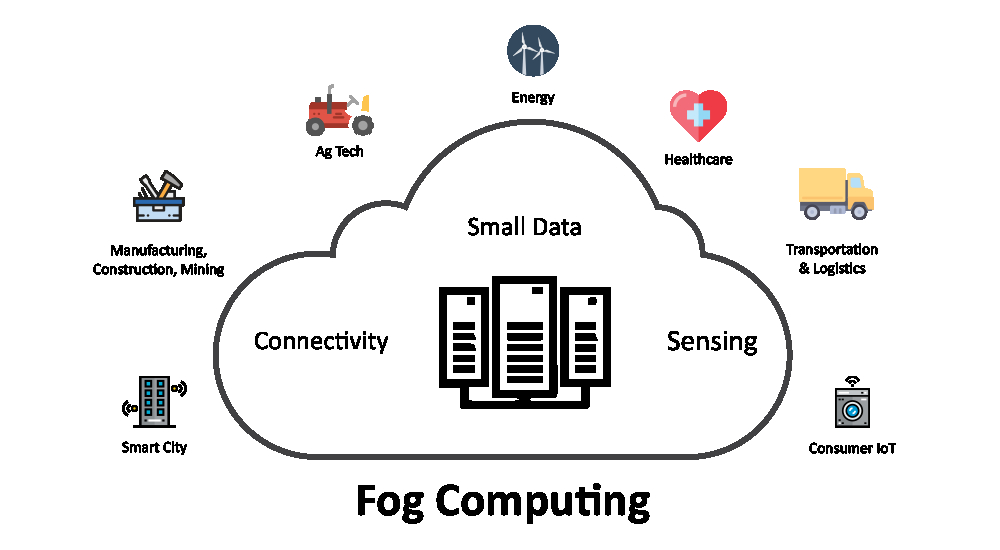 Energy
Ag Tech
Healthcare
Manufacturing,
Construction, Mining
Transportation
& Logistics
Small Data
Connectivity
Sensing
Smart City
Consumer IoT
Fog Computing